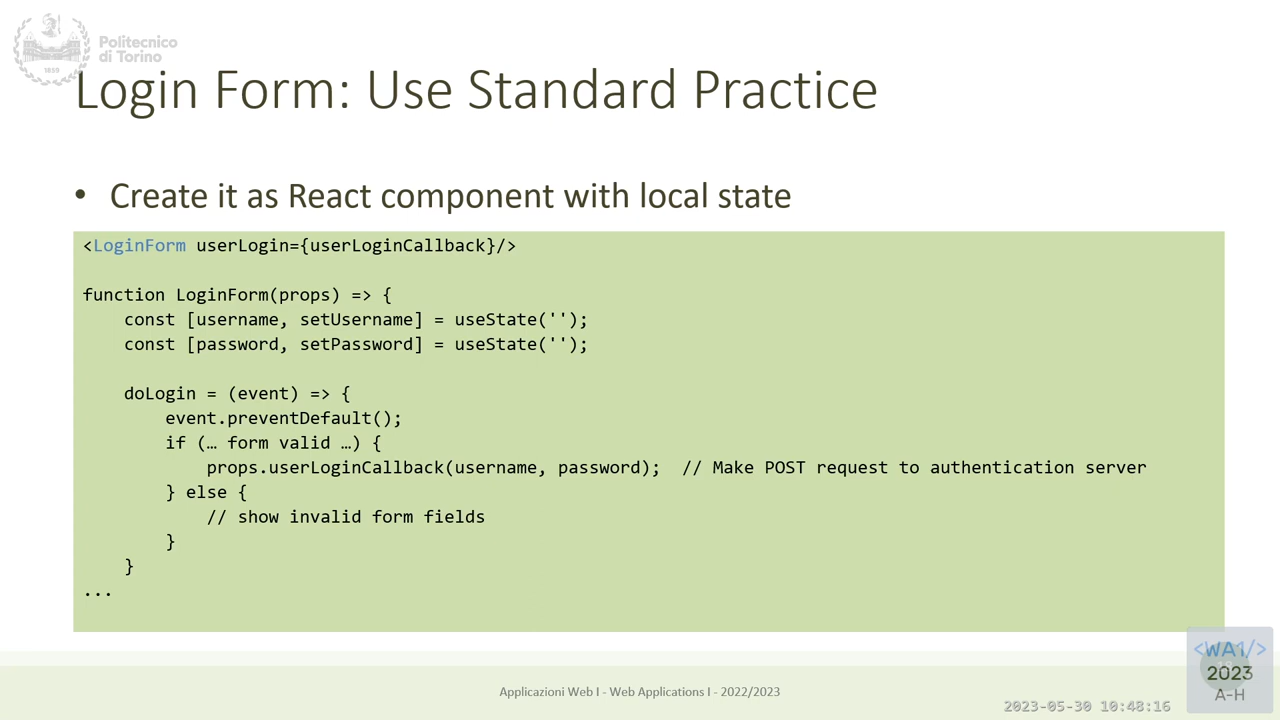 Politecnico
di Torino
1859
Login Form: Use Standard Practice
• Create it as React component with local state
<LoginForm userLogin={userLoginCallback}/>
function LoginForm(props) => {
    const [username, setUsername] = useState('');
    const [password, setPassword] = useState('');
    doLogin = (event) => {
        event.preventDefault();
        if (… form valid …) {
            props.userLoginCallback(username, password);  // Make POST request to authentication server
        } else {
            // show invalid form fields
        }
    }
...
<WA1/>
2023
A-H
Applicazioni Web I - Web Applications I - 2022/2023
2023-05-30 10:48:16